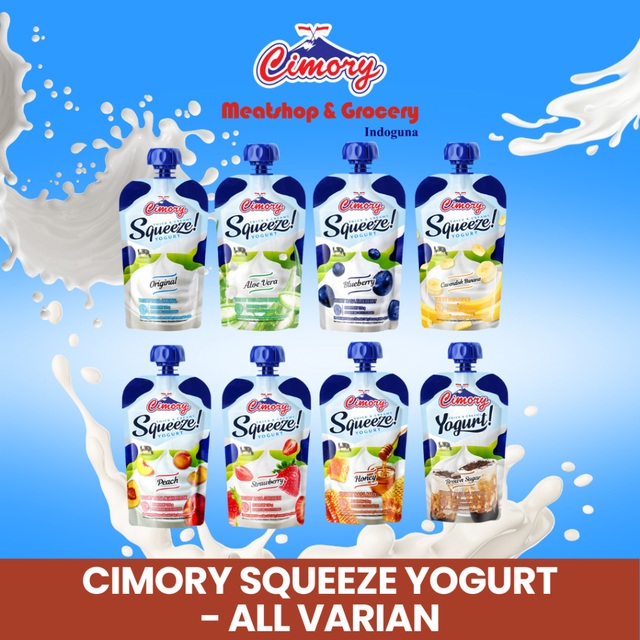 Cimory
Meatshop & Grocery
Indoguna
Cimory
Squeeze!
YOGURT
Original
Cimory
Squeeze!
YOGURT
Aloe Vera
Cimory
Squeeze!
YOGURT
Blueberry
Cimory
Squeeze!
YOGURT
Cavendish Banana
Cimory
Squeeze!
YOGURT
Peach
Cimory
Squeeze!
YOGURT
Strawberry
Cimory
Squeeze!
YOGURT
Honey
Cimory
Yogurt!
Brown Sugar
CIMORY SQUEEZE YOGURT
- ALL VARIAN